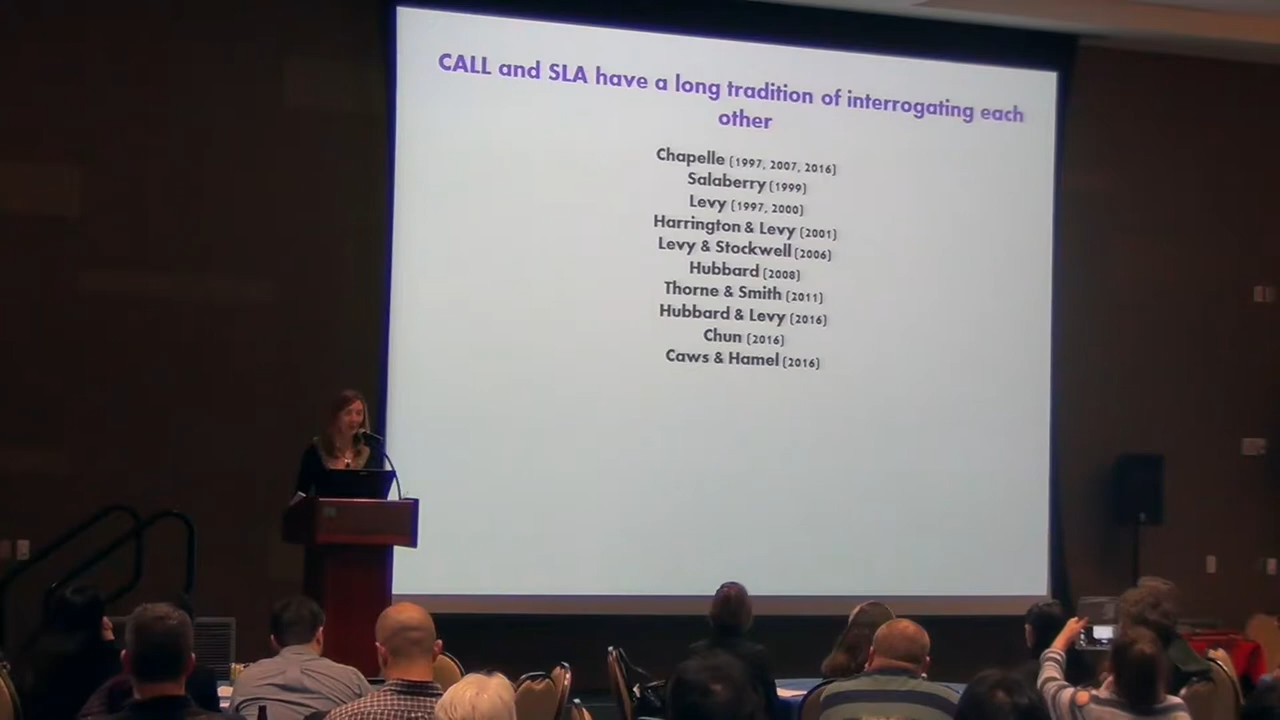 CALL and SLA have a long tradition of interrogating each
other
Chapelle (1997, 2007, 2016)
Salaberry (1999)
Levy (1997, 2000)
Harrington & Levy (2001)
Levy & Stockwell (2006)
Hubbard (2008)
Thorne & Smith (2011)
Hubbard & Levy (2016)
Chun (2016)
Caws & Hamel (2016)